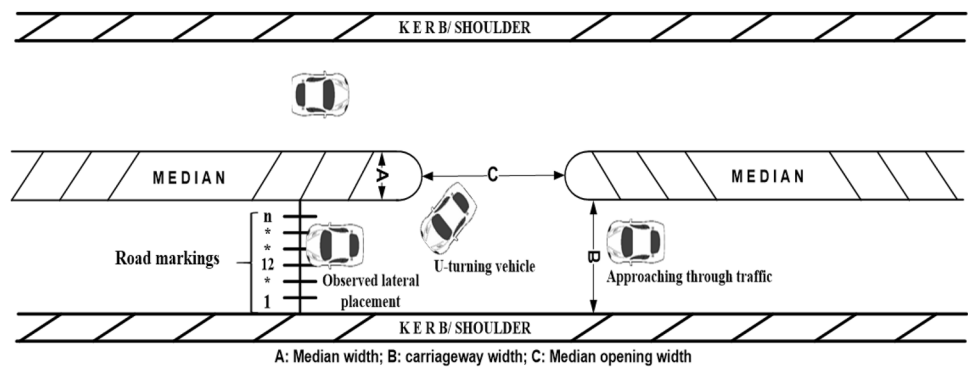 K E R B/ SHOULDER
A
C
MEDIAN
MEDIAN
n
*
*
12
*
1
Road markings
B
U-turning vehicle
Observed lateral
placement
Approaching through traffic
K E R B/ SHOULDER
A: Median width; B: carriageway width; C: Median opening width